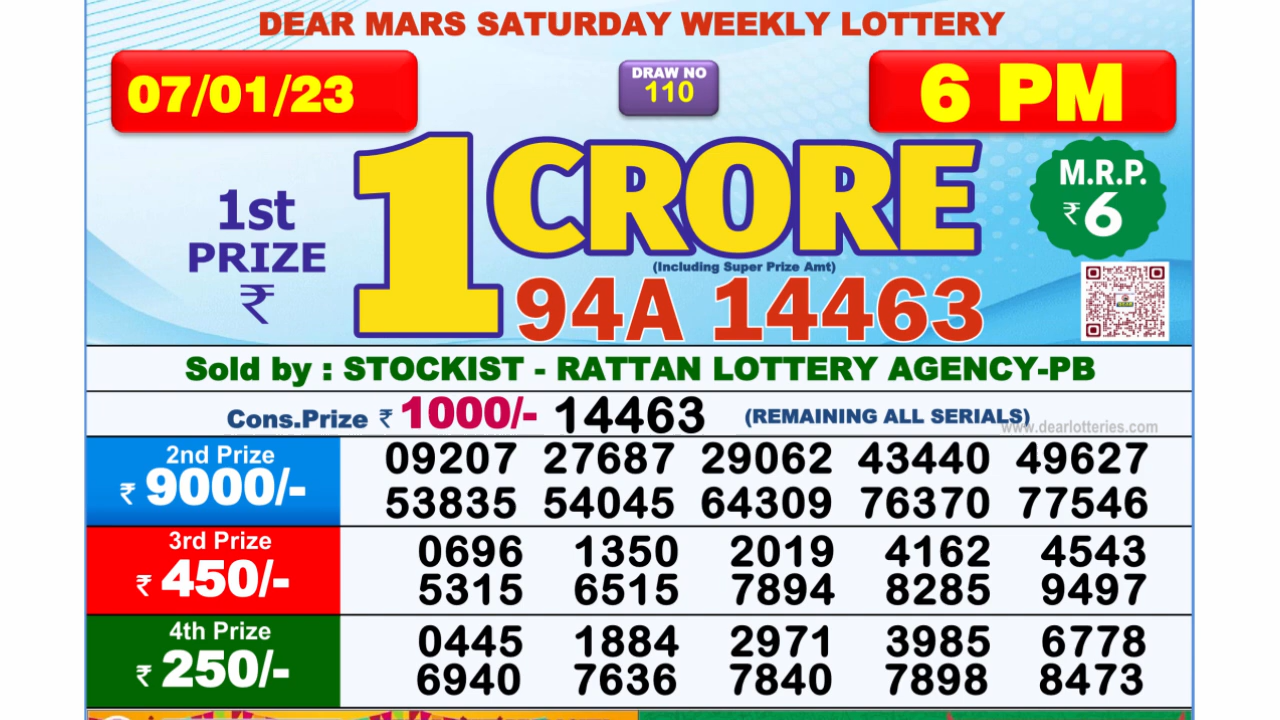 DEAR MARS SATURDAY WEEKLY LOTTERY
07/01/23
DRAW NO
110
6 PM
1st
PRIZE
₹
1 CRORE
(Including Super Prize Amt)
94A 14463
M.R.P.
₹6
Sold by : STOCKIST - RATTAN LOTTERY AGENCY-PB
Cons.Prize ₹ 1000/- 14463 (REMAINING ALL SERIALS)
www.dearlotteries.com
2nd Prize
₹ 9000/-
09207 27687 29062 43440 49627
53835 54045 64309 76370 77546
3rd Prize
₹ 450/-
0696 1350 2019 4162 4543
5315 6515 7894 8285 9497
4th Prize
₹ 250/-
0445 1884 2971 3985 6778
6940 7636 7840 7898 8473